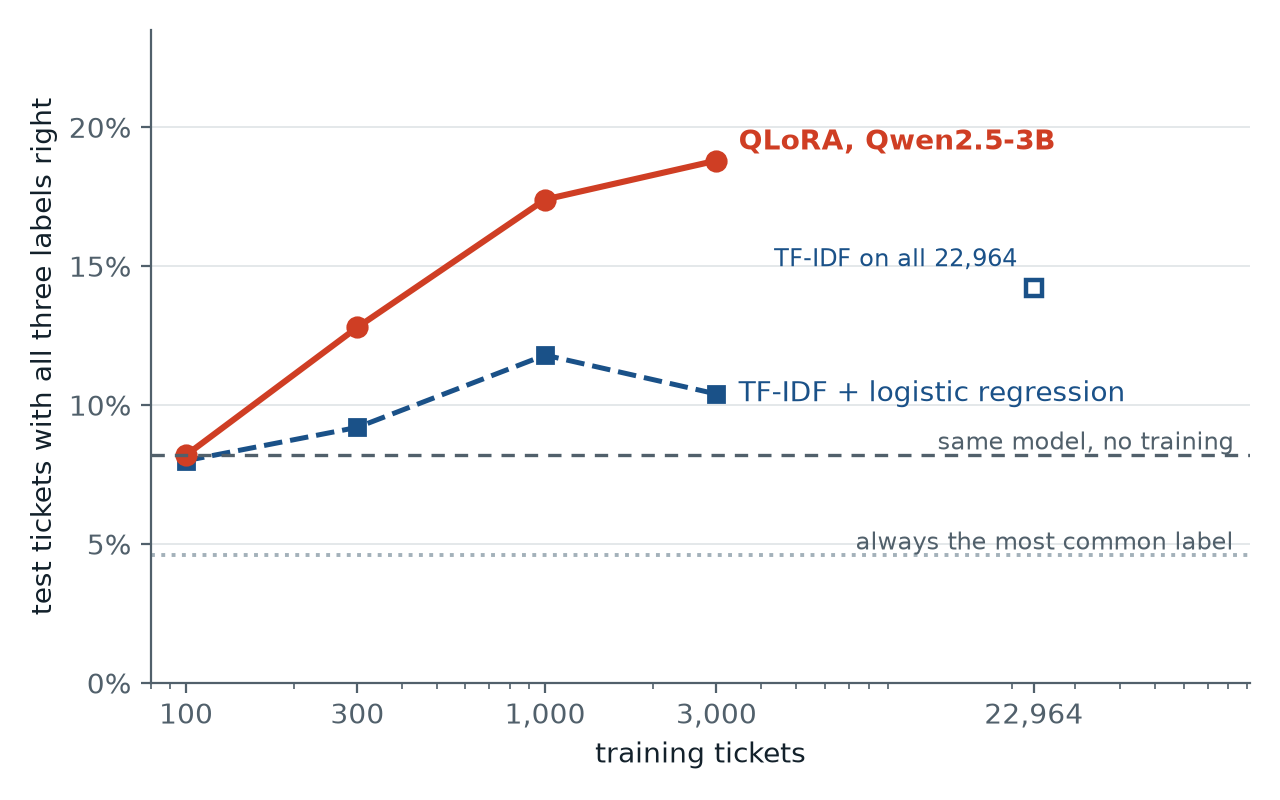 test tickets with all three labels right
20%
15%
10%
5%
0%
QLoRA, Qwen2.5-3B
TF-IDF on all 22,964
TF-IDF + logistic regression
same model, no training
always the most common label
100 300 1,000 3,000 22,964
training tickets